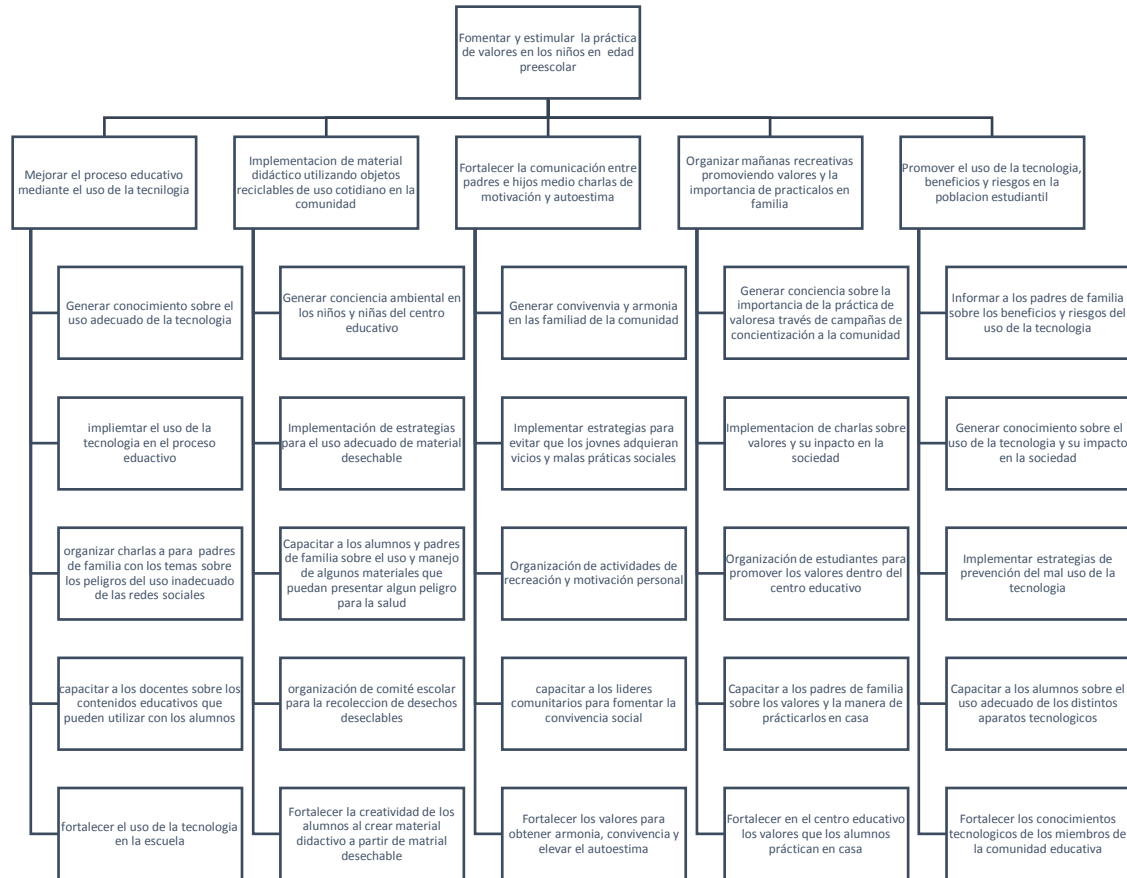 Fomentar y estimular la práctica
de valores en los niños en edad
preescolar
Mejorar el proceso educativo
mediante el uso de la tecnilogia
Implementacion de material
didáctico utilizando objetos
reciclables de uso cotidiano en la
comunidad
Fortalecer la comunicación entre
padres e hijos medio charlas de
motivación y autoestima
Organizar mañanas recreativas
promoviendo valores y la
importancia de practicalos en
familia
Promover el uso de la tecnología,
beneficios y riesgos en la
poblacion estudiantil
Generar conocimiento sobre el
uso adecuado de la tecnologia
Generar conciencia ambiental en
los niños y niñas del centro
educativo
Generar convivenvia y armonia
en las familiad de la comunidad
Generar conciencia sobre la
importancia de la práctica de
valoresa través de campañas de
concientización a la comunidad
Informar a los padres de familia
sobre los beneficios y riesgos del
uso de la tecnologia
impliemtar el uso de la
tecnologia en el proceso
eduactivo
Implementación de estrategias
para el uso adecuado de material
desechable
Implementar estrategias para
evitar que los jovnes adquieran
vicios y malas práticas sociales
Implementacion de charlas sobre
valores y su inpacto en la
sociedad
Generar conocimiento sobre el
uso de la tecnologia y su impacto
en la sociedad
organizar charlas a para padres
de familia con los temas sobre
los peligros del uso inadecuado
de las redes sociales
Capacitar a los alumnos y padres
de familia sobre el uso y manejo
de algunos materiales que
puedan presentar algun peligro
para la salud
Organización de actividades de
recreación y motivación personal
Organización de estudiantes para
promover los valores dentro del
centro educativo
Implementar estrategias de
prevención del mal uso de la
tecnologia
capacitar a los docentes sobre los
contenidos educativos que
pueden utilizar con los alumnos
organización de comité escolar
para la recoleccion de desechos
deseclables
capacitar a los lideres
comunitarios para fomentar la
convivencia social
Capacitar a los padres de familia
sobre los valores y la manera de
prácticarlos en casa
Capacitar a los alumnos sobre el
uso adecuado de los distintos
aparatos tecnologicos
fortalecer el uso de la tecnologia
en la escuela
Fortalecer la creatividad de los
alumnos al crear material
didactivo a partir de matrial
desechable
Fortalecer los valores para
obtener armonia, convivencia y
elevar el autoestima
Fortalecer en el centro educativo
los valores que los alumnos
práctican en casa
Fortalecer los conocimientos
tecnologicos de los miembros de
la comunidad educativa